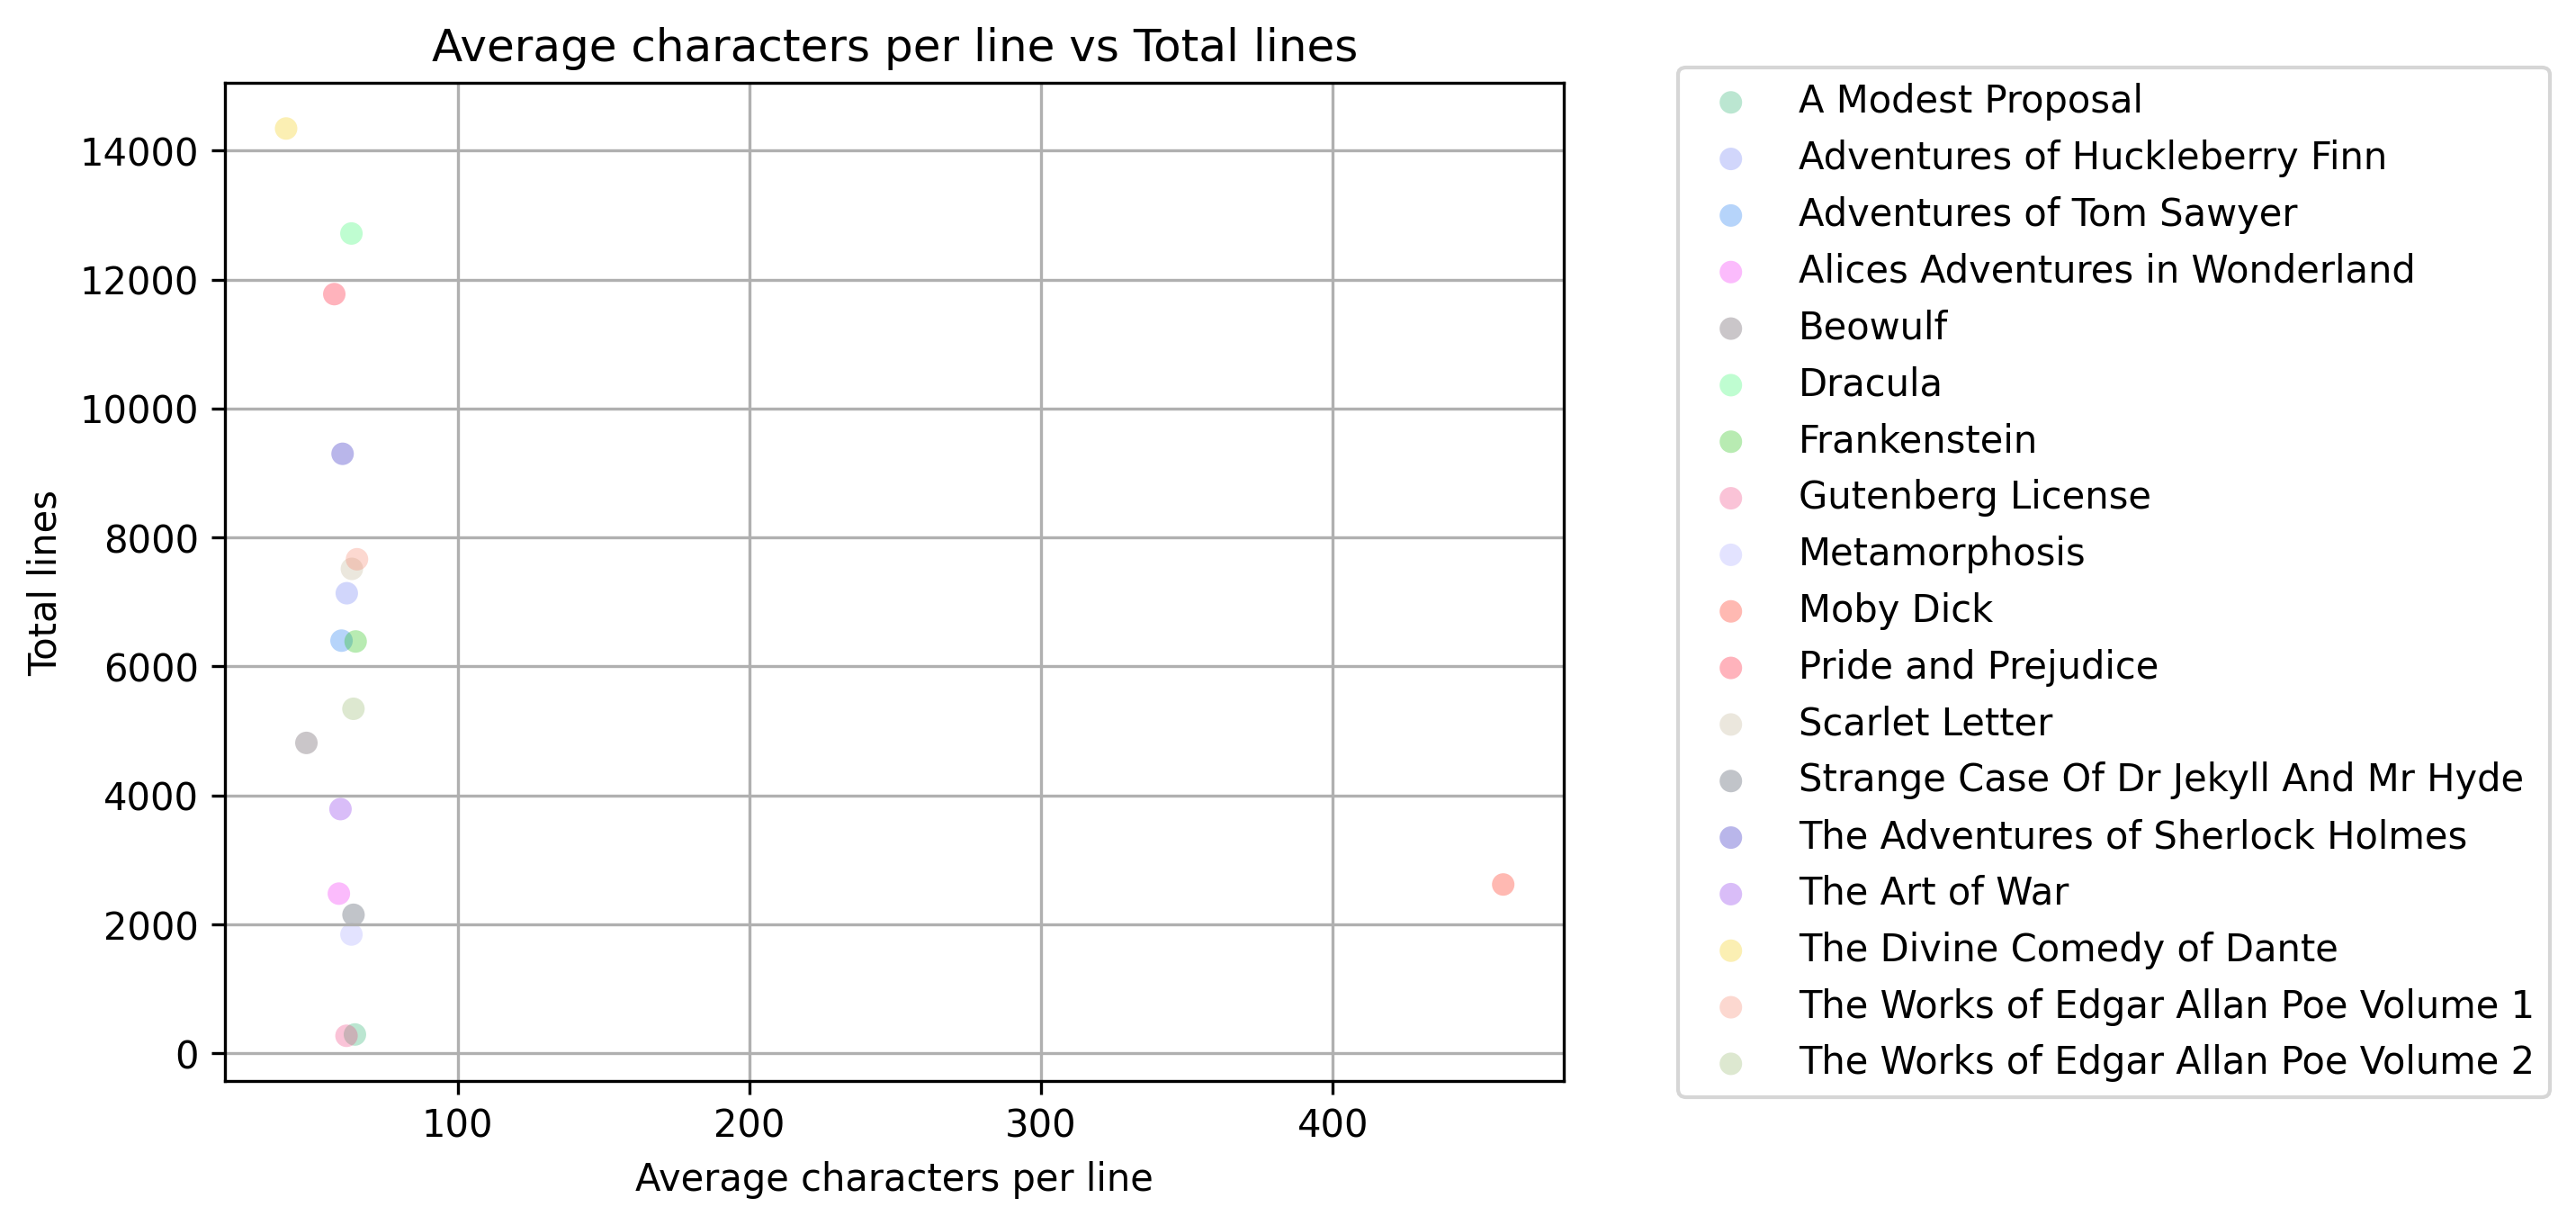 Average characters per line vs Total lines
14000
12000
10000
8000
6000
4000
2000
0
Total lines
100
200
300
400
Average characters per line
A Modest Proposal
Adventures of Huckleberry Finn
Adventures of Tom Sawyer
Alices Adventures in Wonderland
Beowulf
Dracula
Frankenstein
Gutenberg License
Metamorphosis
Moby Dick
Pride and Prejudice
Scarlet Letter
Strange Case Of Dr Jekyll And Mr Hyde
The Adventures of Sherlock Holmes
The Art of War
The Divine Comedy of Dante
The Works of Edgar Allan Poe Volume 1
The Works of Edgar Allan Poe Volume 2